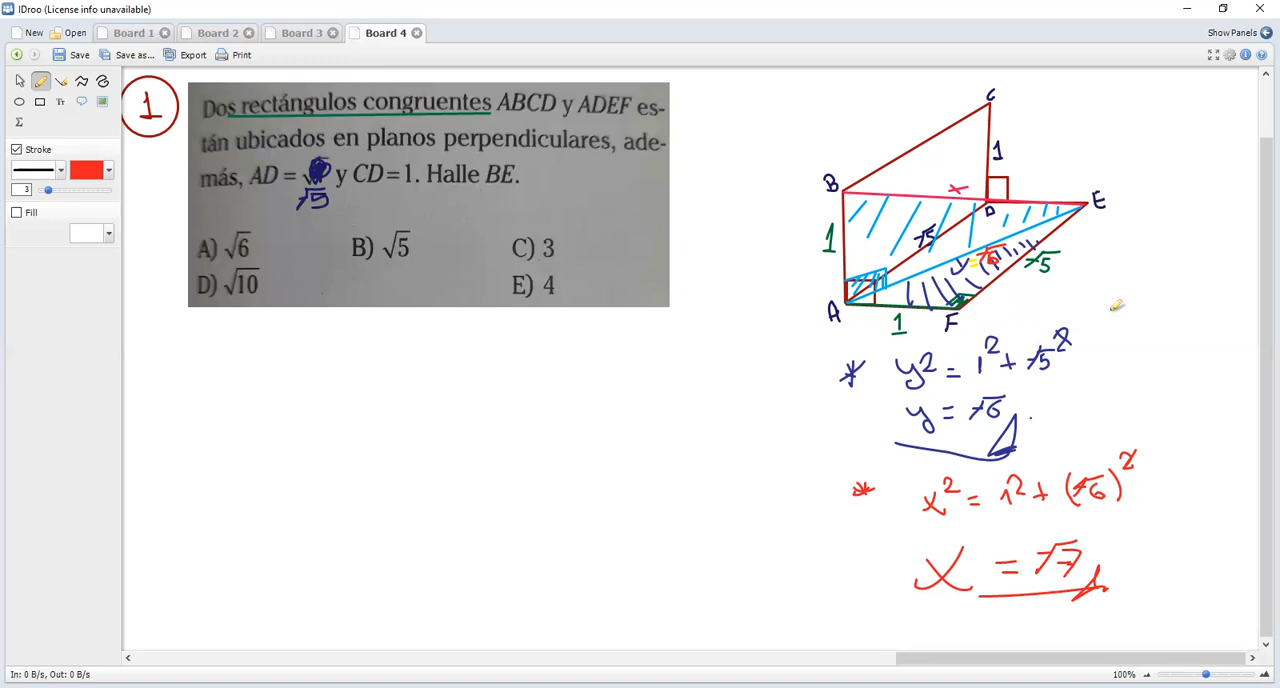 IDroo (License info unavailable)
New Open Board 1 Board 2 Board 3 Board 4 Show Panels
Save Save as... Export Print
1
Dos rectángulos congruentes ABCD y ADEF es-
tán ubicados en planos perpendiculares, ade-
más, AD = √ y CD=1. Halle BE.
√5
A) √6 B) √5 C) 3
D) √10 E) 4
Tr
Σ
Stroke
3
Fill
C
1
B x D E
1 √5 y = √6 √5
A 1 F
* y2 = 1² + √5²
y = √6
* x² = 1² + (√6)²
x = √7
In: 0 B/s, Out: 0 B/s 100%